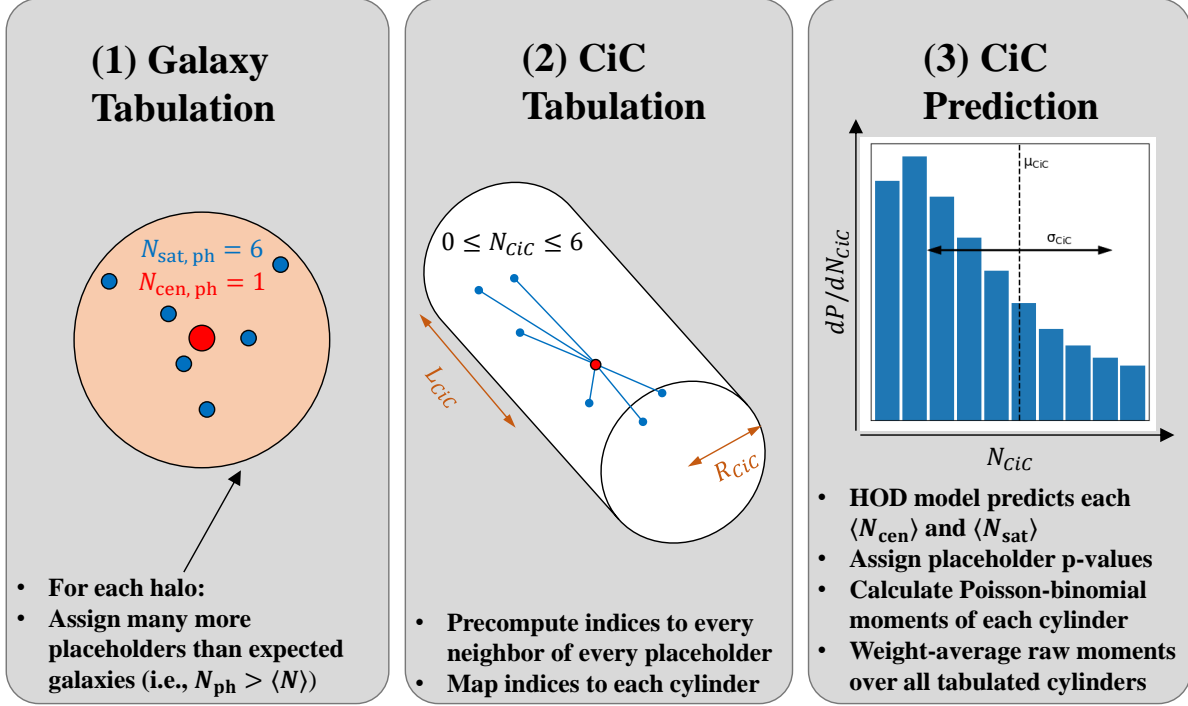 (1) Galaxy
Tabulation
N_sat, ph = 6
N_cen, ph = 1
• For each halo:
• Assign many more
placeholders than expected
galaxies (i.e., N_ph > ⟨N⟩)
(2) CiC
Tabulation
0 ≤ N_CiC ≤ 6
L_CiC
R_CiC
• Precompute indices to every
neighbor of every placeholder
• Map indices to each cylinder
(3) CiC
Prediction
μ_CiC
σ_CiC
dP/dN_CiC
N_CiC
• HOD model predicts each
⟨N_cen⟩ and ⟨N_sat⟩
• Assign placeholder p-values
• Calculate Poisson-binomial
moments of each cylinder
• Weight-average raw moments
over all tabulated cylinders